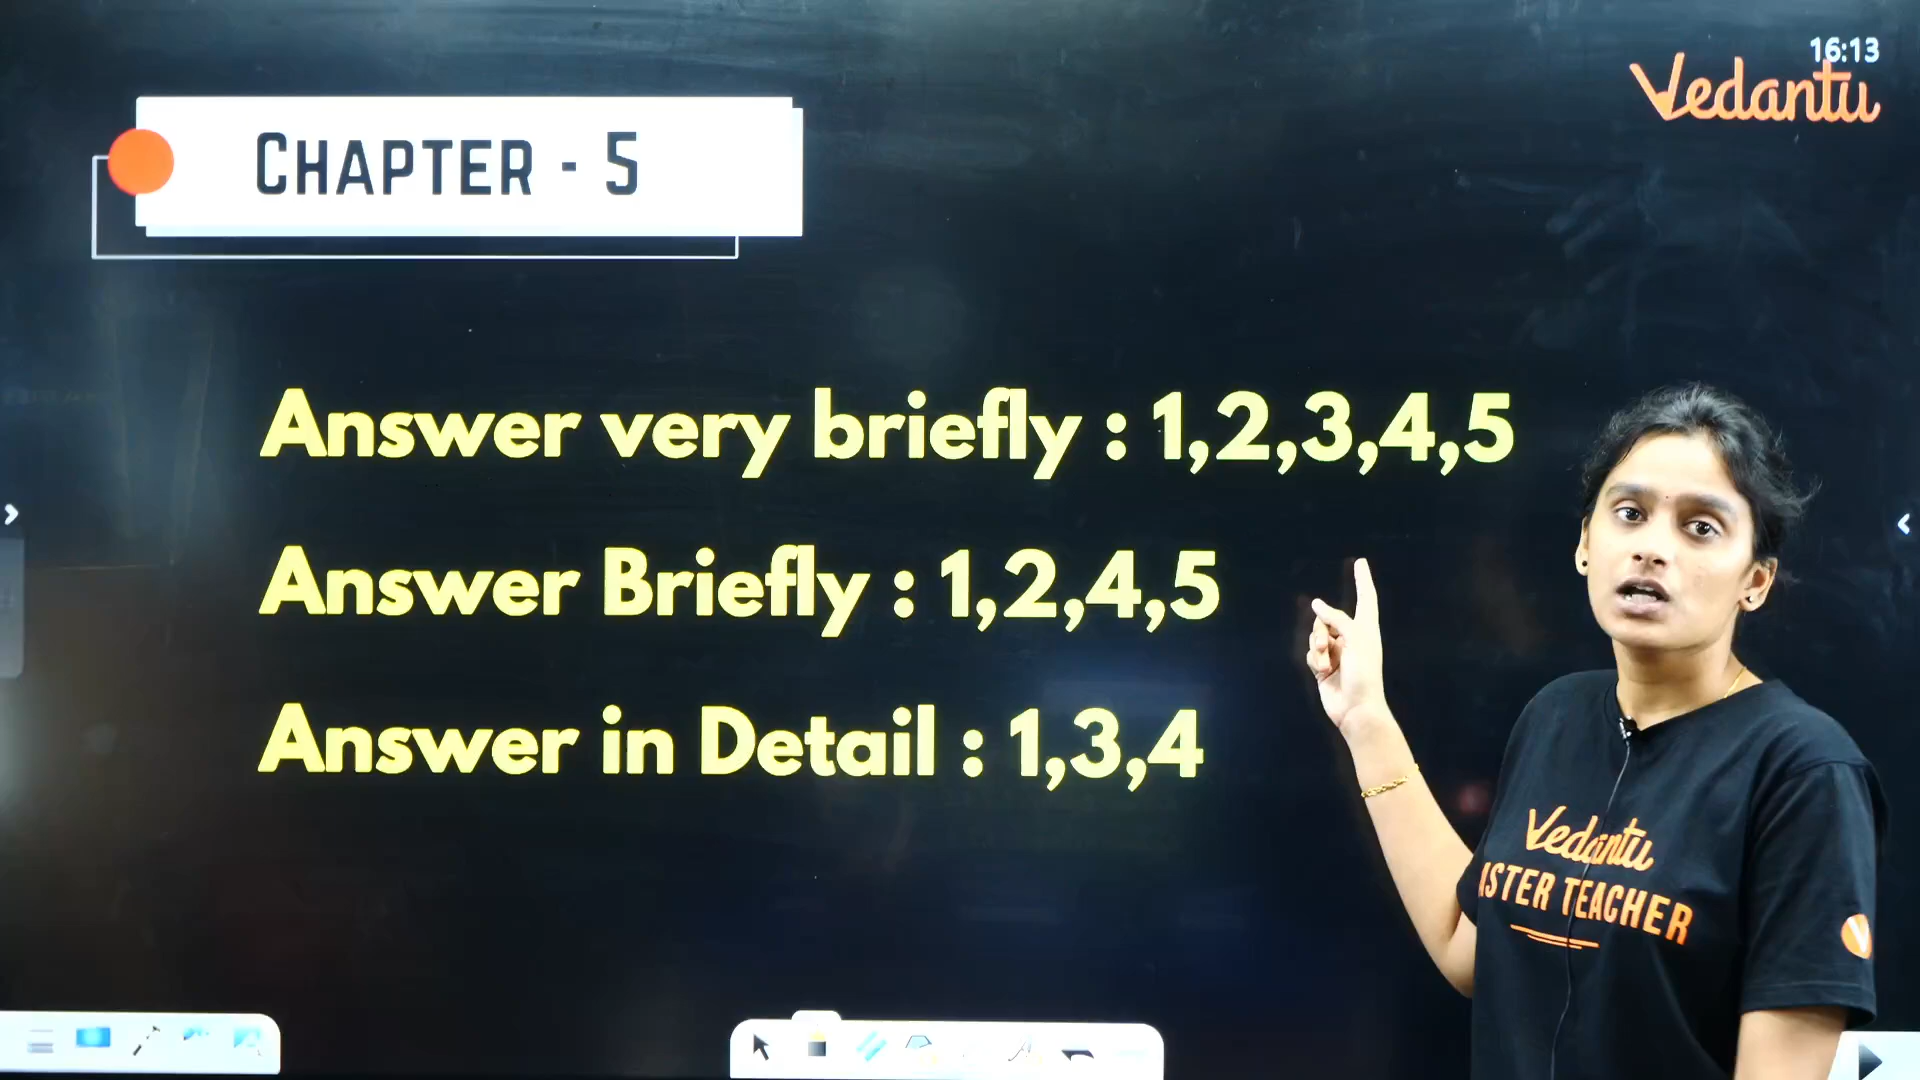 16:13
Vedantu
CHAPTER - 5
Answer very briefly : 1,2,3,4,5
Answer Briefly : 1,2,4,5
Answer in Detail : 1,3,4
Vedantu
ASTER TEACHER